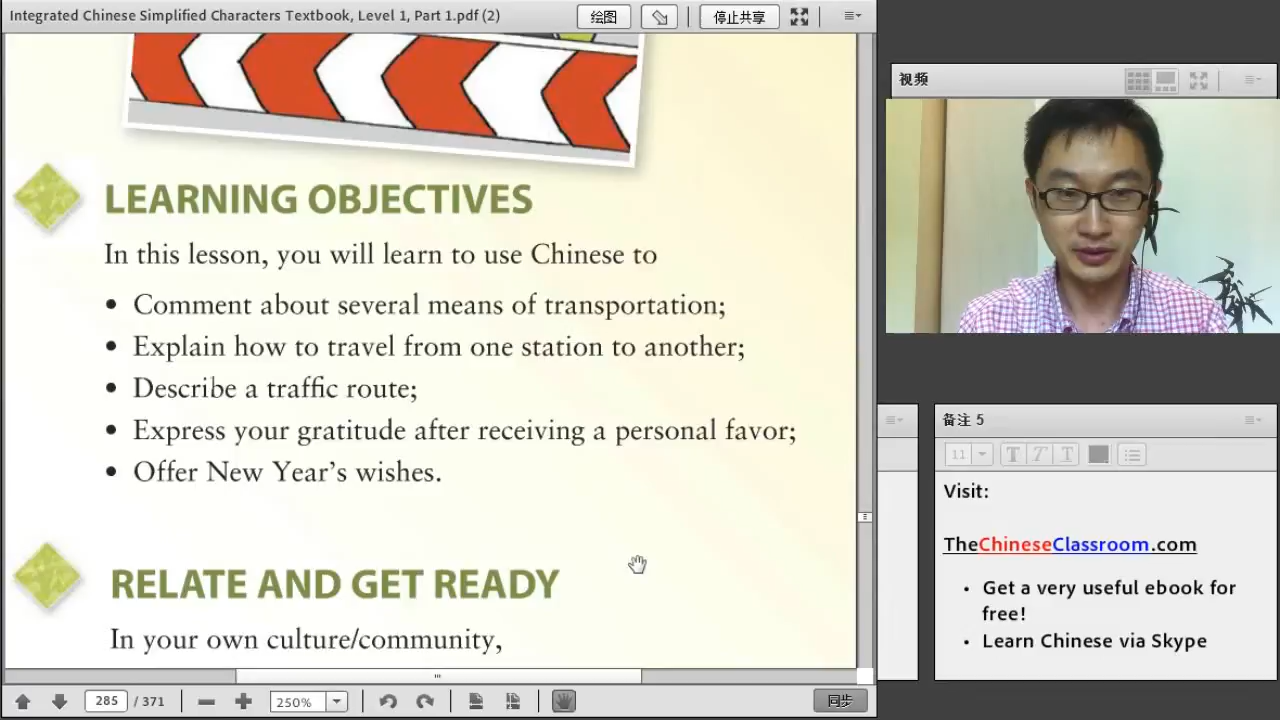 Integrated Chinese Simplified Characters Textbook, Level 1, Part 1.pdf (2)
绘图
停止共享
LEARNING OBJECTIVES
In this lesson, you will learn to use Chinese to
• Comment about several means of transportation;
• Explain how to travel from one station to another;
• Describe a traffic route;
• Express your gratitude after receiving a personal favor;
• Offer New Year's wishes.
RELATE AND GET READY
In your own culture/community,
285 / 371
250%
同步
视频
备注 5
11
T T T
Visit:
TheChineseClassroom.com
• Get a very useful ebook for
free!
• Learn Chinese via Skype